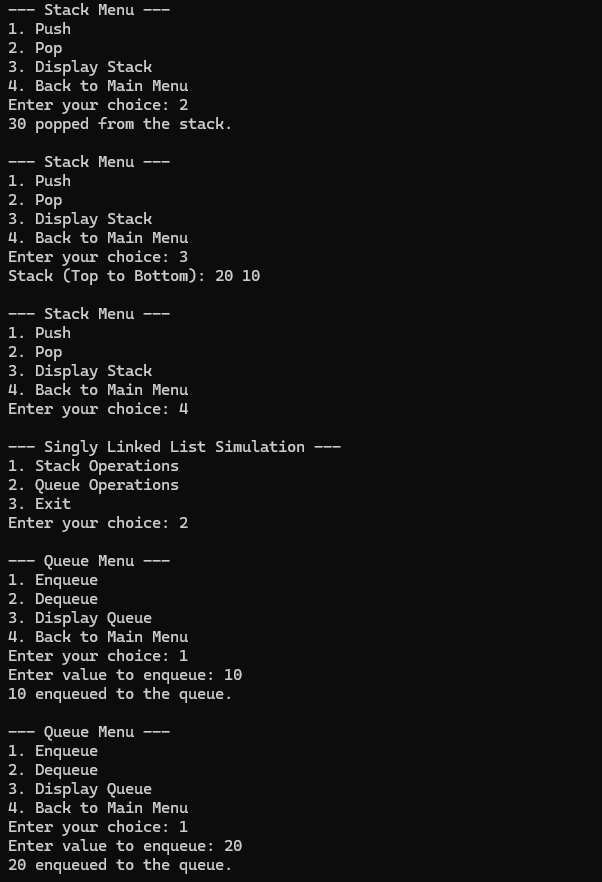 --- Stack Menu ---
1. Push
2. Pop
3. Display Stack
4. Back to Main Menu
Enter your choice: 2
30 popped from the stack.
--- Stack Menu ---
1. Push
2. Pop
3. Display Stack
4. Back to Main Menu
Enter your choice: 3
Stack (Top to Bottom): 20 10
--- Stack Menu ---
1. Push
2. Pop
3. Display Stack
4. Back to Main Menu
Enter your choice: 4
--- Singly Linked List Simulation ---
1. Stack Operations
2. Queue Operations
3. Exit
Enter your choice: 2
--- Queue Menu ---
1. Enqueue
2. Dequeue
3. Display Queue
4. Back to Main Menu
Enter your choice: 1
Enter value to enqueue: 10
10 enqueued to the queue.
--- Queue Menu ---
1. Enqueue
2. Dequeue
3. Display Queue
4. Back to Main Menu
Enter your choice: 1
Enter value to enqueue: 20
20 enqueued to the queue.